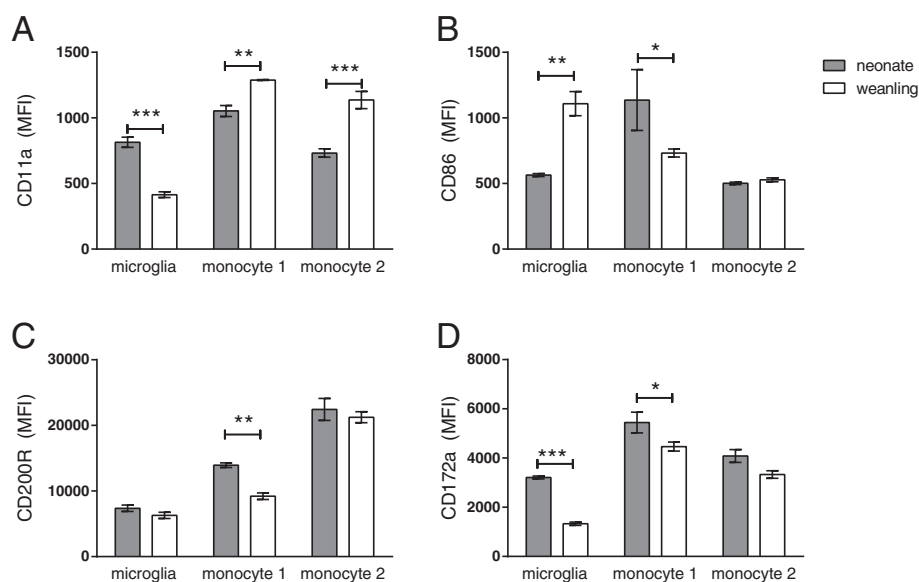 A
CD11a (MFI)
1500
1000
500
0
***
**
***
microglia
monocyte 1
monocyte 2
B
CD86 (MFI)
1500
1000
500
0
**
*
microglia
monocyte 1
monocyte 2
neonate
weanling
C
CD200R (MFI)
30000
20000
10000
0
**
microglia
monocyte 1
monocyte 2
D
CD172a (MFI)
8000
6000
4000
2000
0
***
*
microglia
monocyte 1
monocyte 2